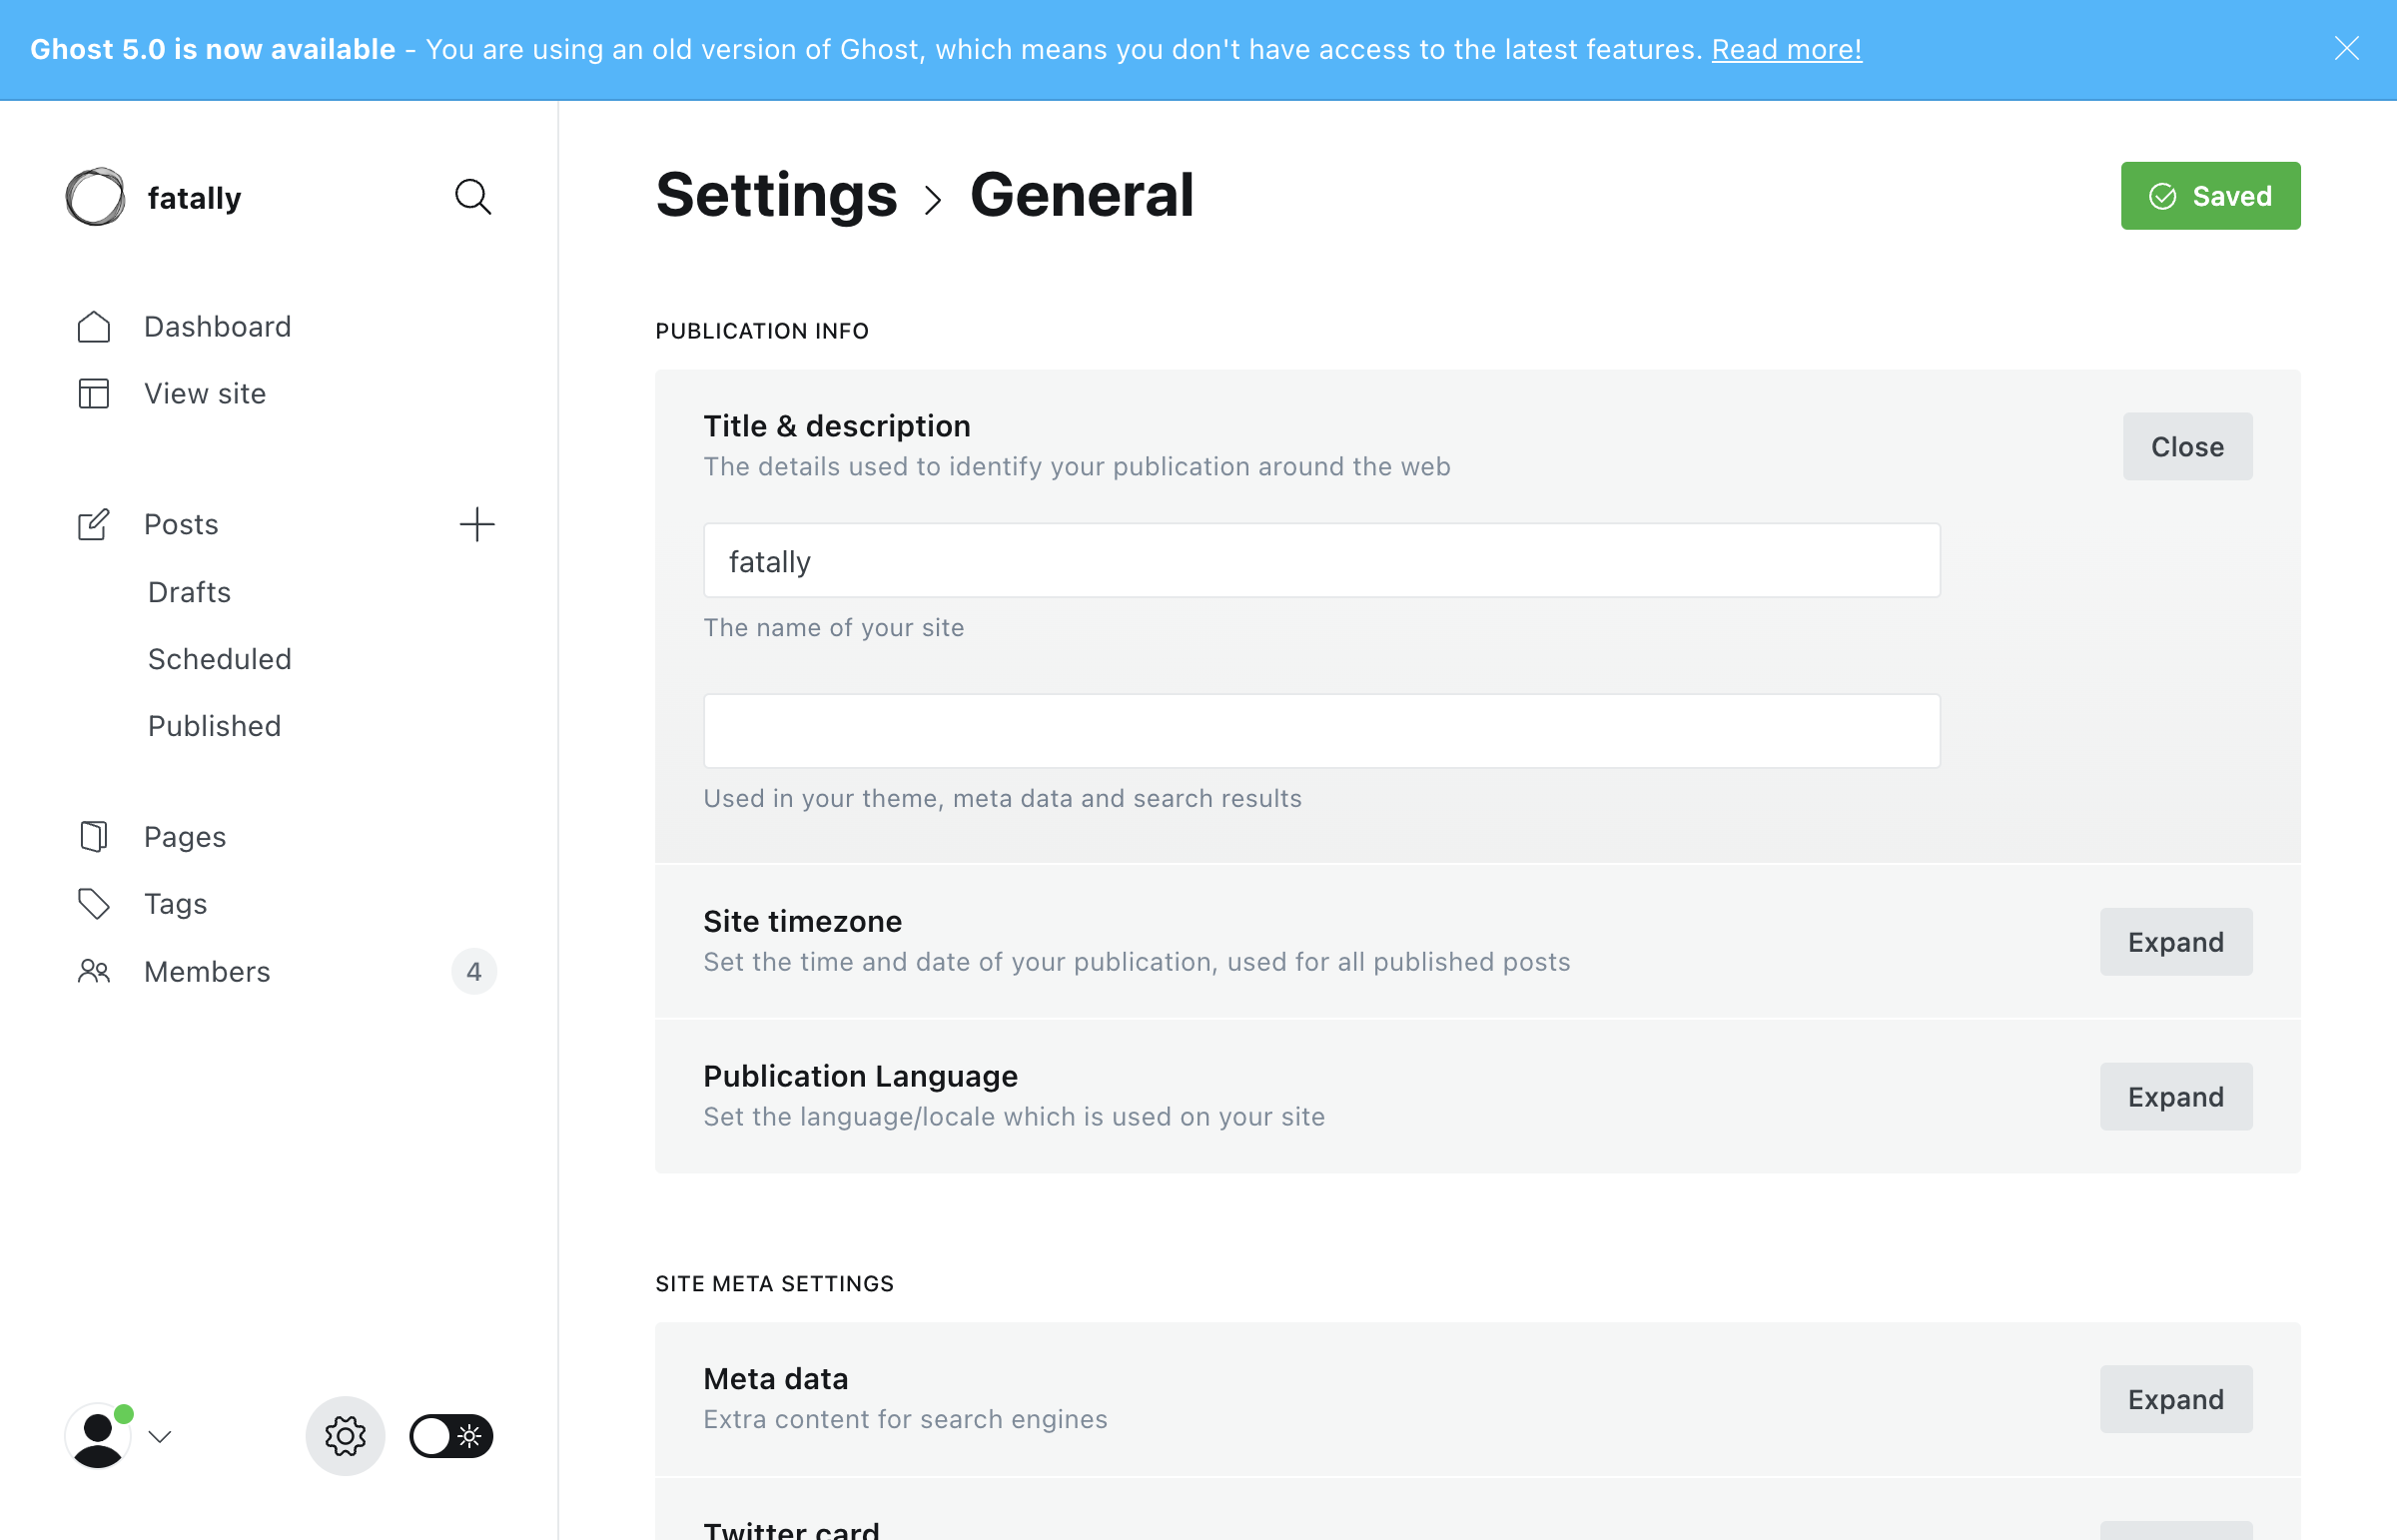 Ghost 5.0 is now available - You are using an old version of Ghost, which means you don't have access to the latest features. Read more!
fatally
Dashboard
View site
Posts
Drafts
Scheduled
Published
Pages
Tags
Members 4
Settings > General
Saved
PUBLICATION INFO
Title & description
The details used to identify your publication around the web
Close
fatally
The name of your site
Used in your theme, meta data and search results
Site timezone
Set the time and date of your publication, used for all published posts
Expand
Publication Language
Set the language/locale which is used on your site
Expand
SITE META SETTINGS
Meta data
Extra content for search engines
Expand
Twitter card